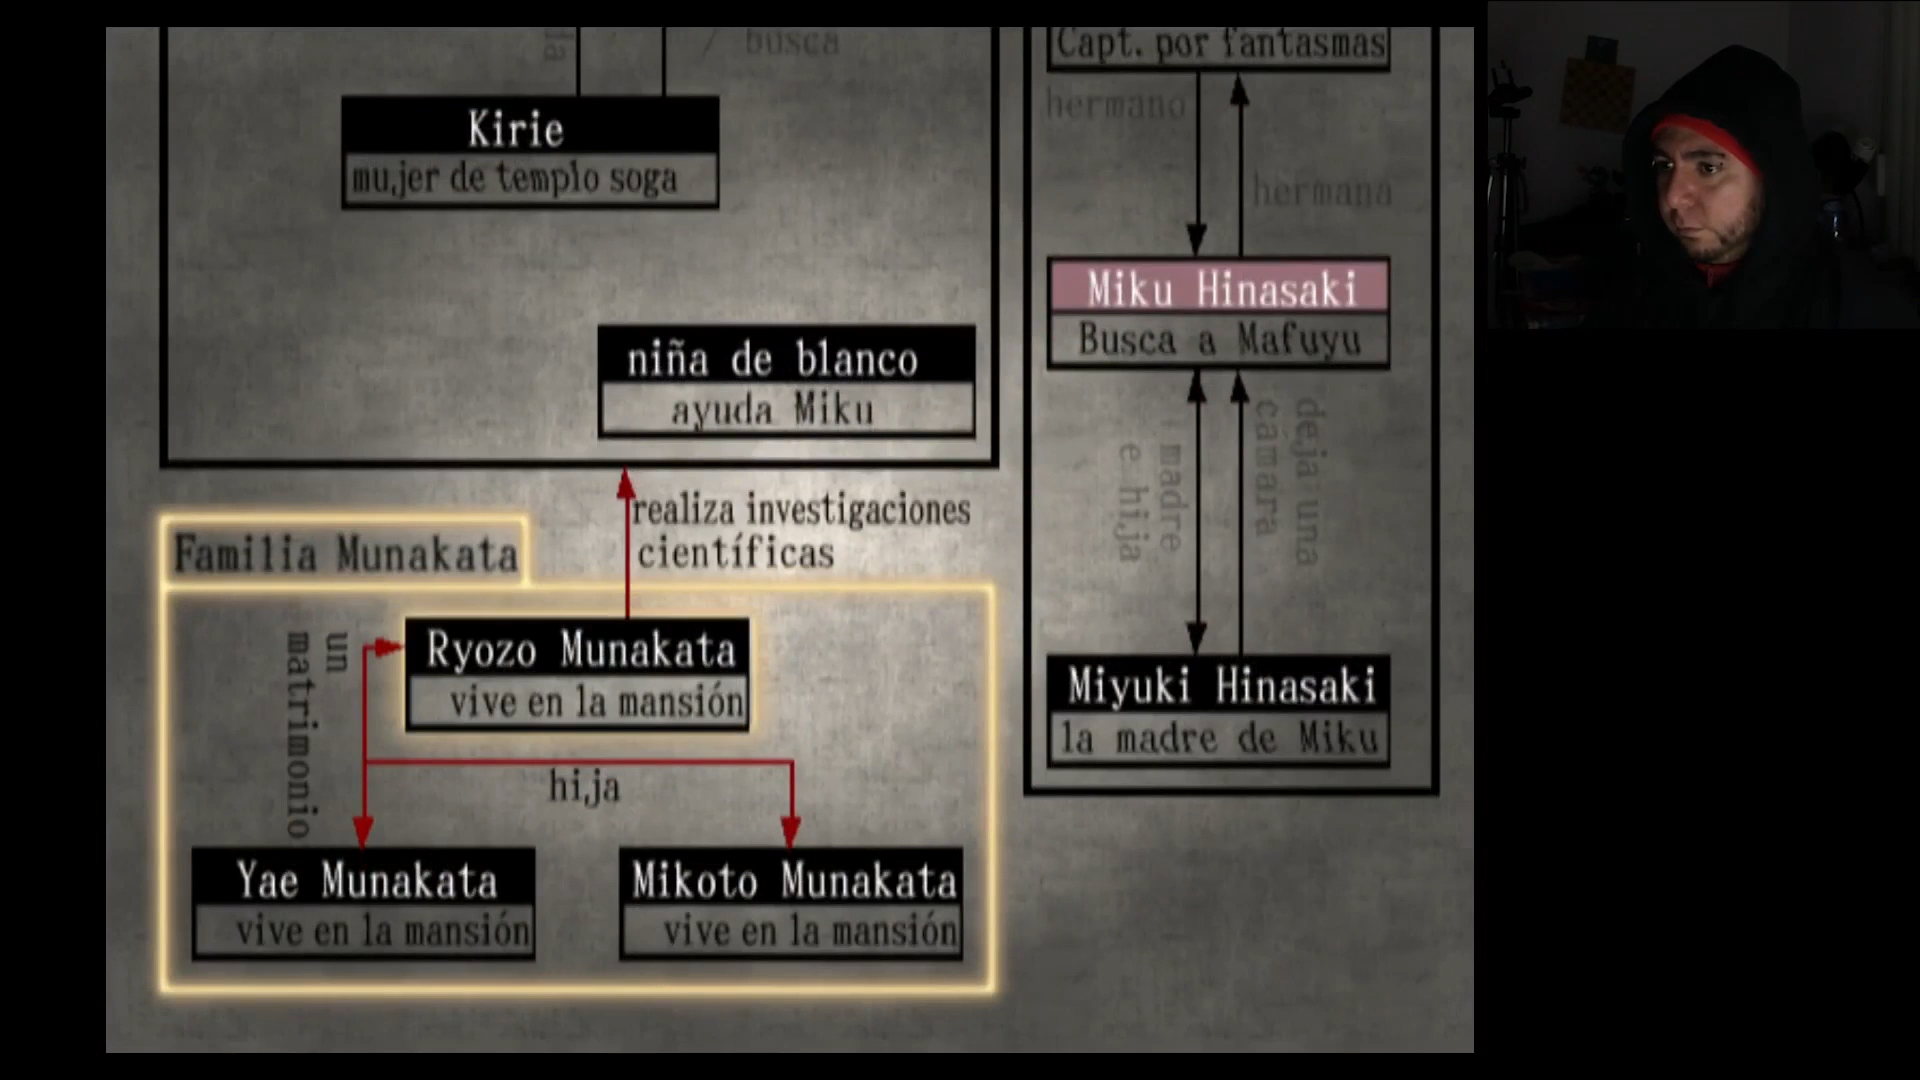 la
/ busca
Capt. por fantasmas
hermano
Kirie
mujer de templo soga
hermana
Miku Hinasaki
Busca a Mafuyu
niña de blanco
ayuda Miku
madre
e hija
deja una
cámara
realiza investigaciones
científicas
Familia Munakata
un
matrimonio
Ryozo Munakata
vive en la mansión
hija
Miyuki Hinasaki
la madre de Miku
Yae Munakata
vive en la mansión
Mikoto Munakata
vive en la mansión